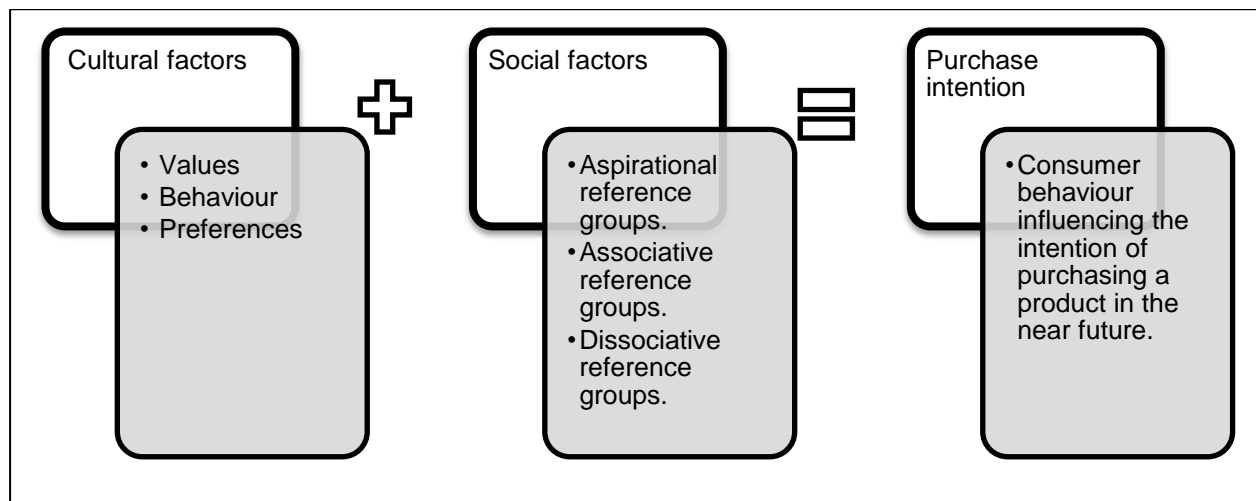 Cultural factors
• Values
• Behaviour
• Preferences
Social factors
• Aspirational
reference
groups.
• Associative
reference
groups.
• Dissociative
reference
groups.
Purchase
intention
• Consumer
behaviour
influencing the
intention of
purchasing a
product in the
near future.